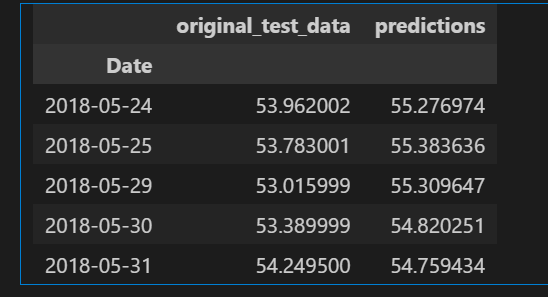 original_test_data predictions
Date
2018-05-24 53.962002 55.276974
2018-05-25 53.783001 55.383636
2018-05-29 53.015999 55.309647
2018-05-30 53.389999 54.820251
2018-05-31 54.249500 54.759434